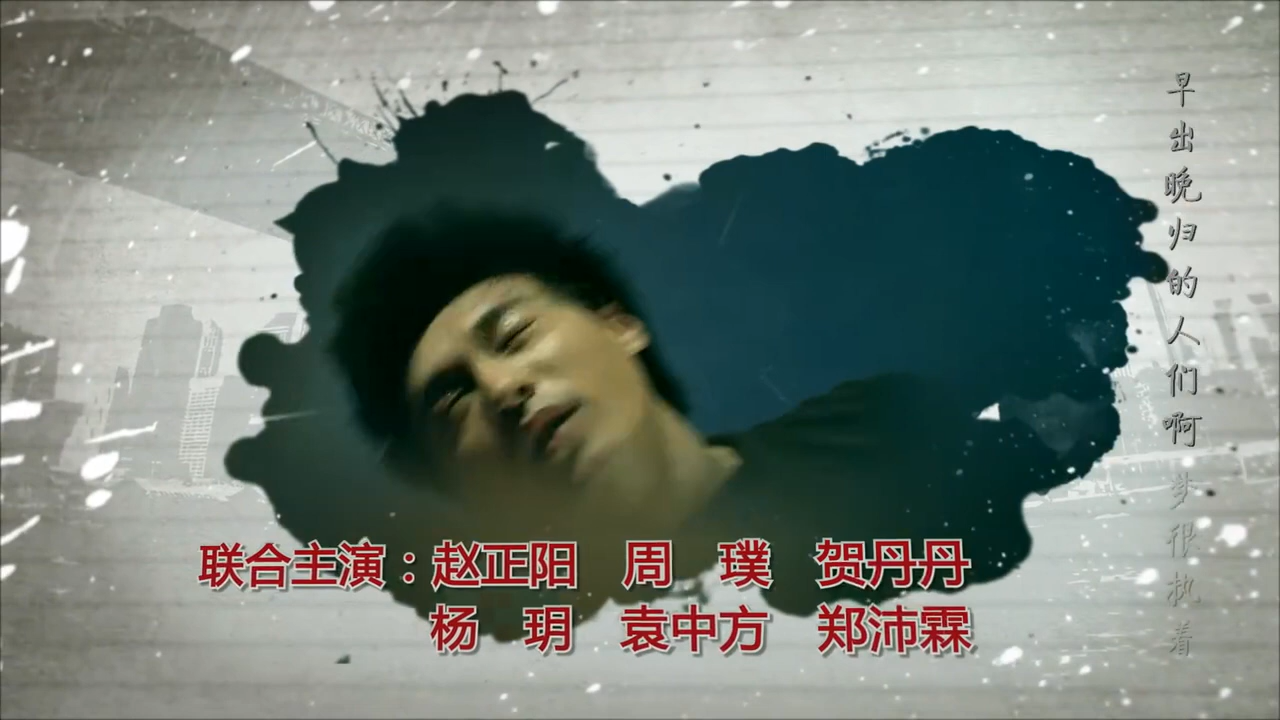 早出晚归的人们啊 梦很执着
联合主演：赵正阳 周 璞 贺丹丹
杨 玥 袁中方 郑沛霖